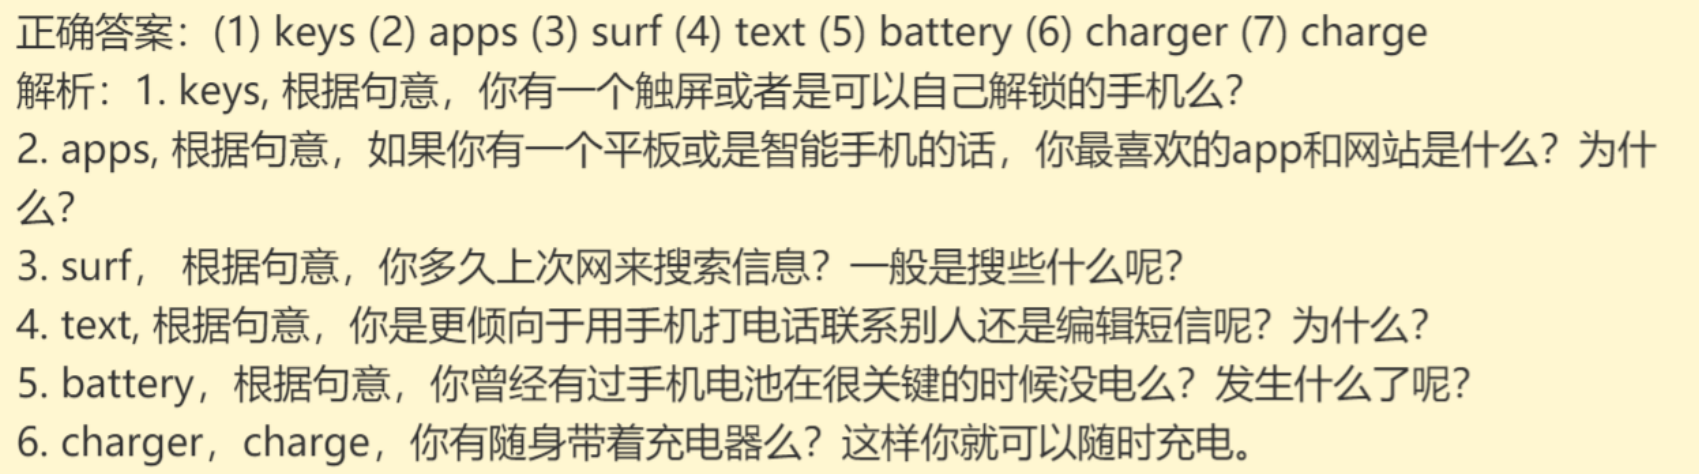 正确答案：(1) keys (2) apps (3) surf (4) text (5) battery (6) charger (7) charge
解析：1. keys, 根据句意，你有一个触屏或者是可以自己解锁的手机么？
2. apps, 根据句意，如果你有一个平板或是智能手机的话，你最喜欢的app和网站是什么？为什
么？
3. surf， 根据句意，你多久上次网来搜索信息？一般是搜些什么呢？
4. text, 根据句意，你是更倾向于用手机打电话联系别人还是编辑短信呢？为什么？
5. battery，根据句意，你曾经有过手机电池在很关键的时候没电么？发生什么了呢？
6. charger，charge，你有随身带着充电器么？这样你就可以随时充电。